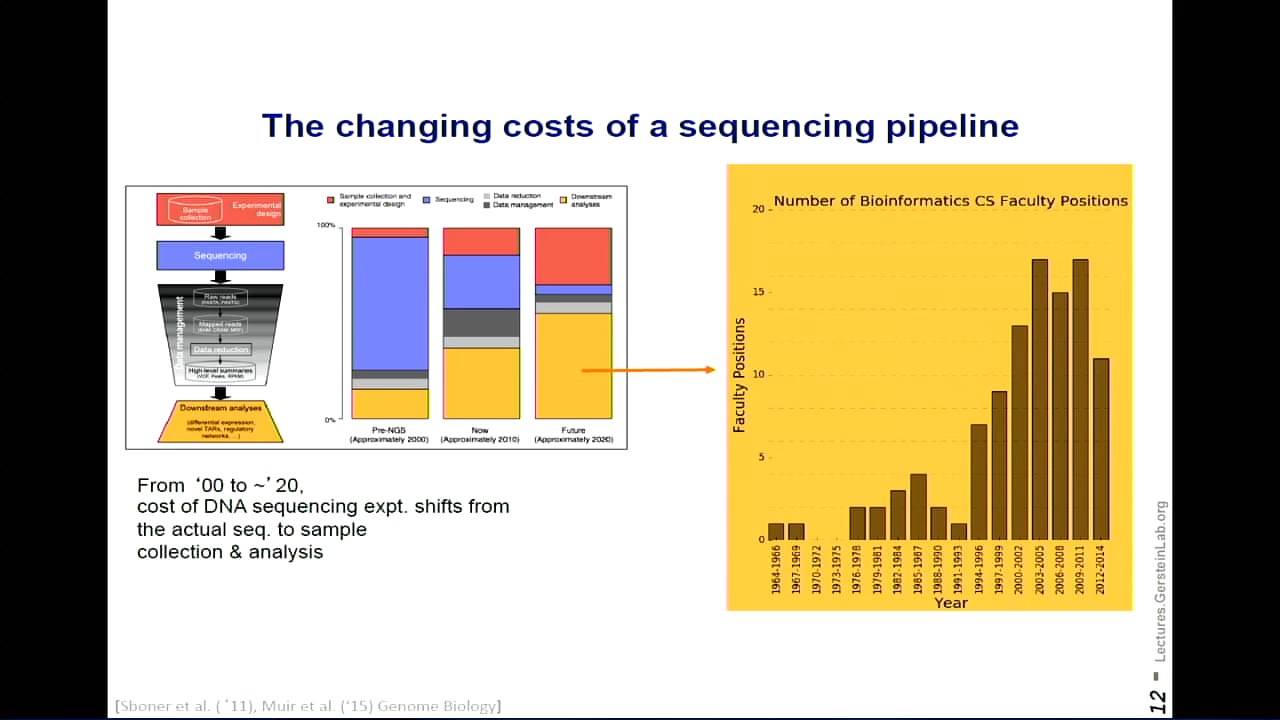 The changing costs of a sequencing pipeline
Sample collection
Experimental design
Sequencing
Data management
Raw reads
Mapped reads
Data reduction
High-level summaries
Downstream analyses
(differential expression,
novel TARs, regulatory
networks, ...)
Sample collection and
experimental design
Sequencing
Data reduction
Data management
Downstream
analyses
100%
0%
Pre-NGS
(Approximately 2000)
Now
(Approximately 2010)
Future
(Approximately 2020)
From ‘00 to ~’ 20,
cost of DNA sequencing expt. shifts from
the actual seq. to sample
collection & analysis
Number of Bioinformatics CS Faculty Positions
20
15
10
5
0
Faculty Positions
1964-1966
1967-1969
1970-1972
1973-1975
1976-1978
1979-1981
1982-1984
1985-1987
1988-1990
1991-1993
1994-1996
1997-1999
2000-2002
2003-2005
2006-2008
2009-2011
2012-2014
Year
12 - Lectures.GersteinLab.org
[Sboner et al. ( ’11), Muir et al. (‘15) Genome Biology]